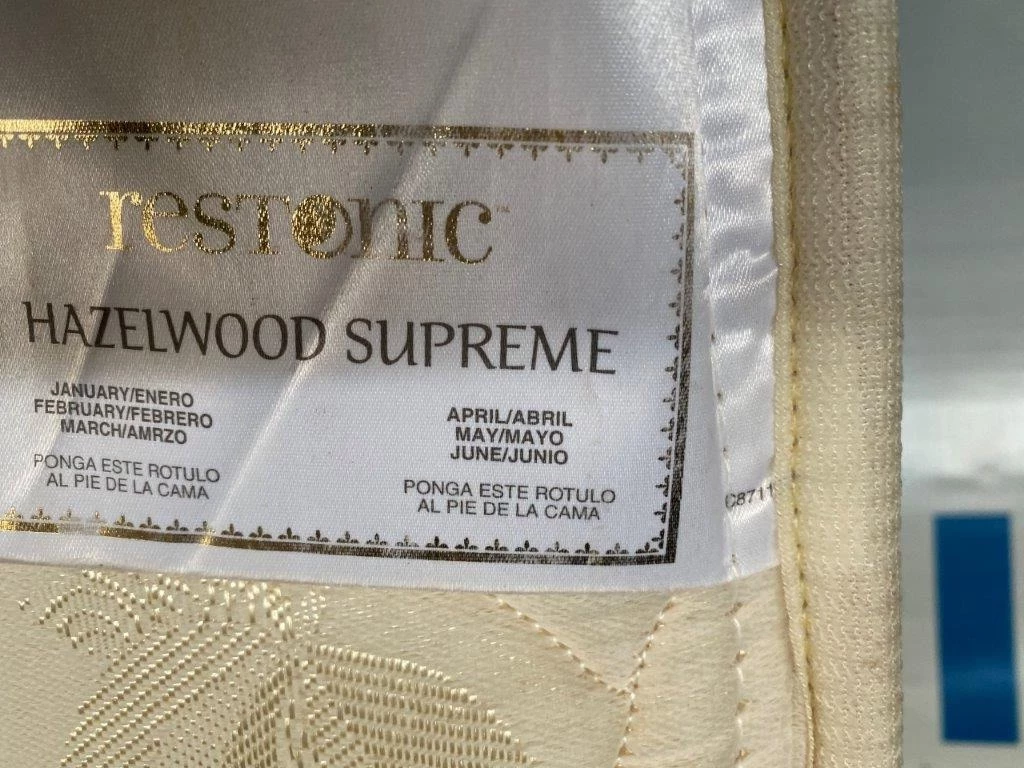 restonic™
HAZELWOOD SUPREME
JANUARY/ENERO
FEBRUARY/FEBRERO
MARCH/AMRZO
PONGA ESTE ROTULO
AL PIE DE LA CAMA
APRIL/ABRIL
MAY/MAYO
JUNE/JUNIO
PONGA ESTE ROTULO
AL PIE DE LA CAMA